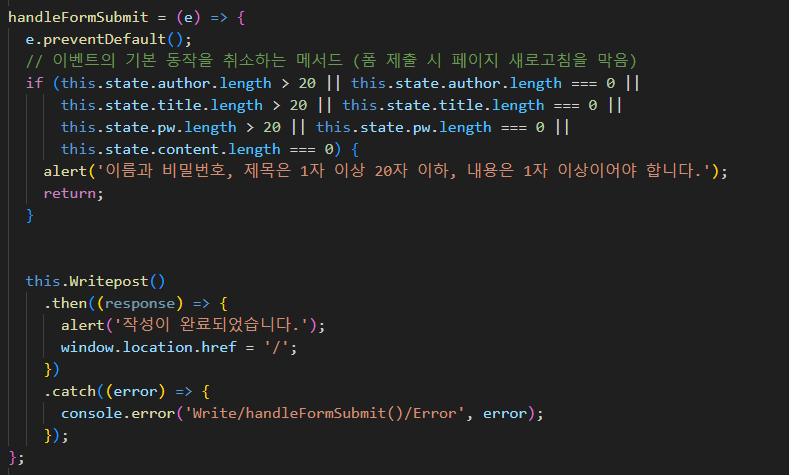 handleFormSubmit = (e) => {
e.preventDefault();
// 이벤트의 기본 동작을 취소하는 메서드 (폼 제출 시 페이지 새로고침을 막음)
if (this.state.author.length > 20 || this.state.author.length === 0 ||
this.state.title.length > 20 || this.state.title.length === 0 ||
this.state.pw.length > 20 || this.state.pw.length === 0 ||
this.state.content.length === 0) {
alert('이름과 비밀번호, 제목은 1자 이상 20자 이하, 내용은 1자 이상이어야 합니다.');
return;
}
this.Writepost()
.then((response) => {
alert('작성이 완료되었습니다.');
window.location.href = '/';
})
.catch((error) => {
console.error('Write/handleFormSubmit()/Error', error);
});
};